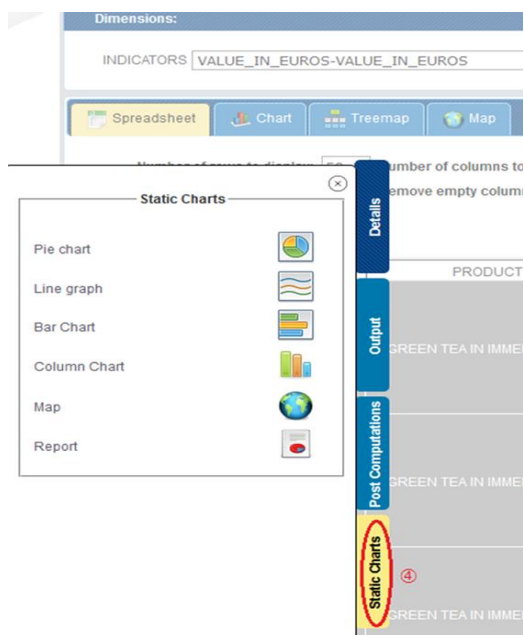 Dimensions:
INDICATORS VALUE_IN_EUROS-VALUE_IN_EUROS
Spreadsheet Chart Treemap Map
number of columns to
remove empty colum
Static Charts
Pie chart
Line graph
Bar Chart
Column Chart
Map
Report
Details
Output
Post Computations
Static Charts
④
PRODUCT
GREEN TEA IN IMME
GREEN TEA IN IMME
GREEN TEA IN IMME